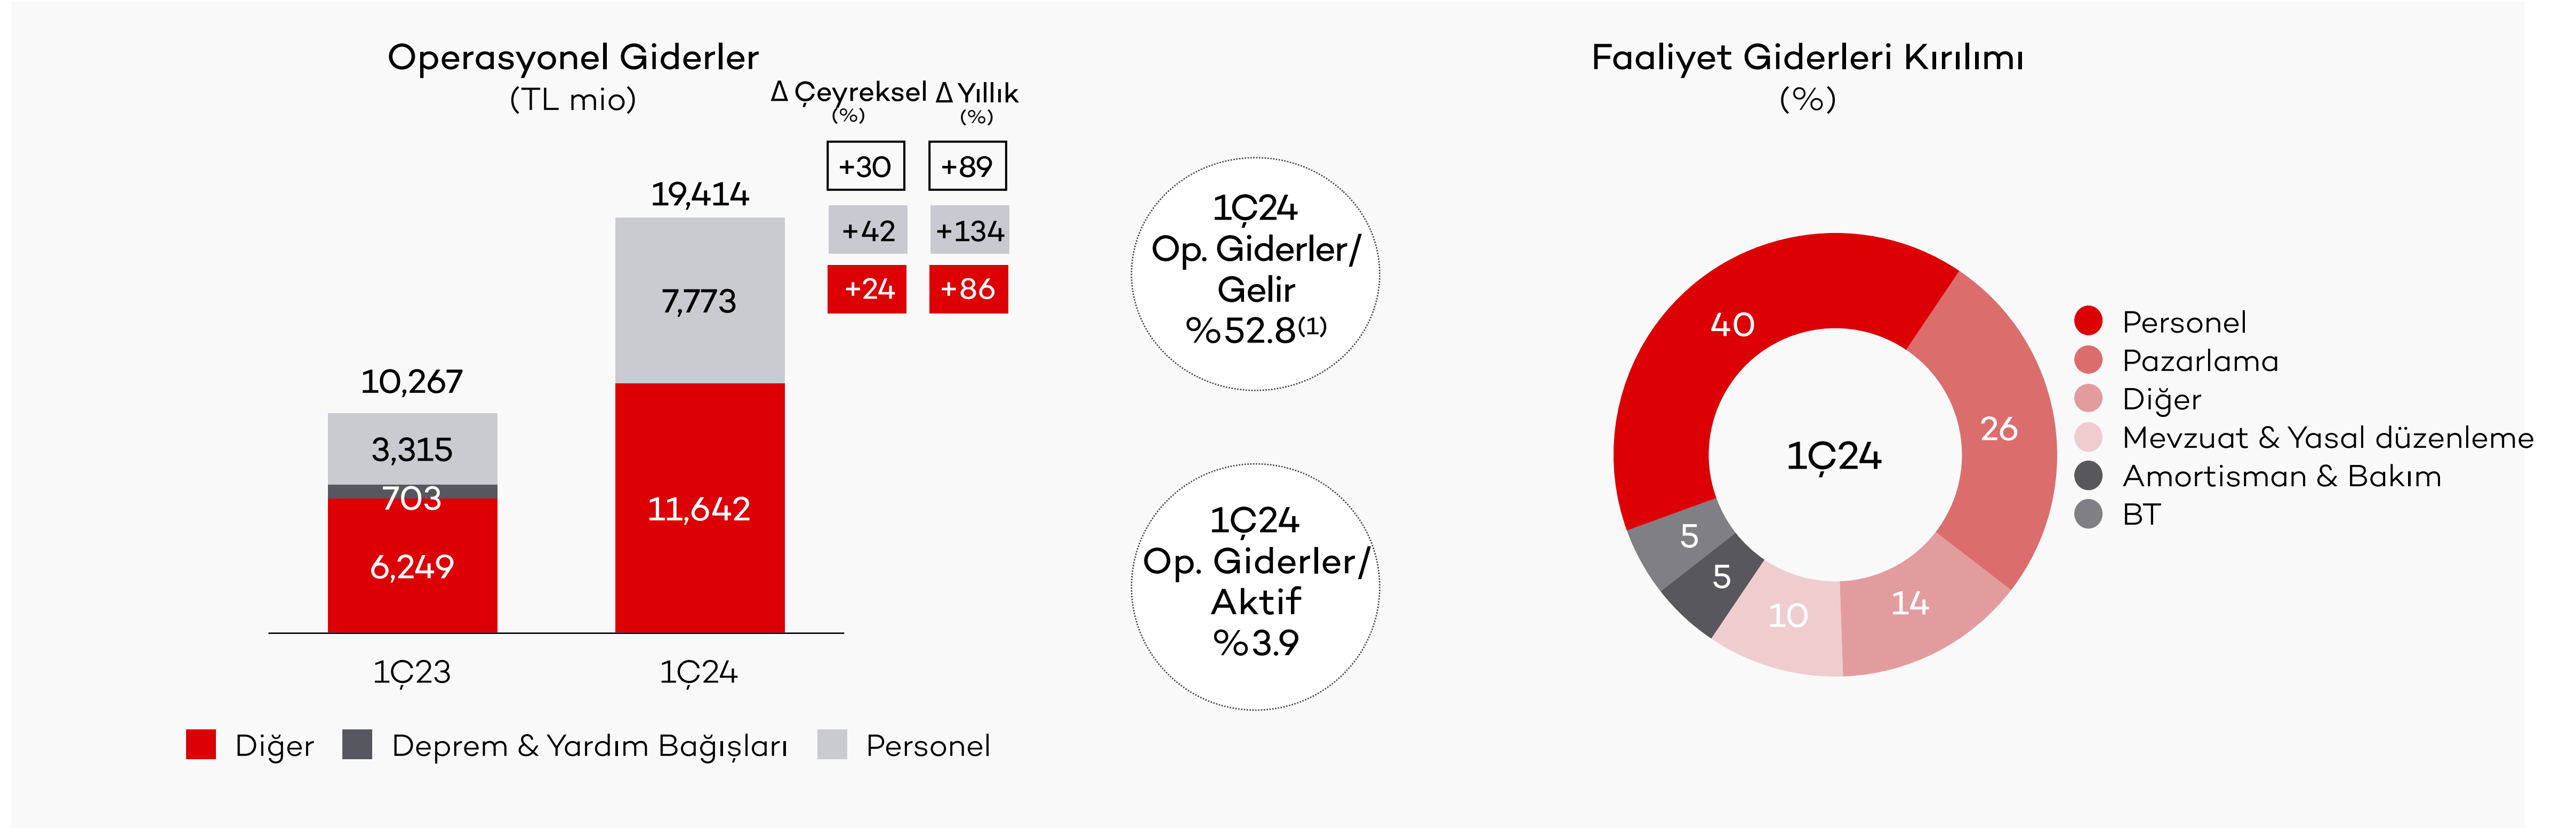 Operasyonel Giderler
(TL mio)
Δ Çeyreksel
(%)
Δ Yıllık
(%)
+30
+89
+42
+134
+24
+86
19,414
7,773
11,642
10,267
3,315
703
6,249
1Ç23
1Ç24
Diğer
Deprem & Yardım Bağışları
Personel
1Ç24
Op. Giderler/
Gelir
%52.8(1)
1Ç24
Op. Giderler/
Aktif
%3.9
Faaliyet Giderleri Kırılımı
(%)
40
26
14
10
5
5
1Ç24
Personel
Pazarlama
Diğer
Mevzuat & Yasal düzenleme
Amortisman & Bakım
BT